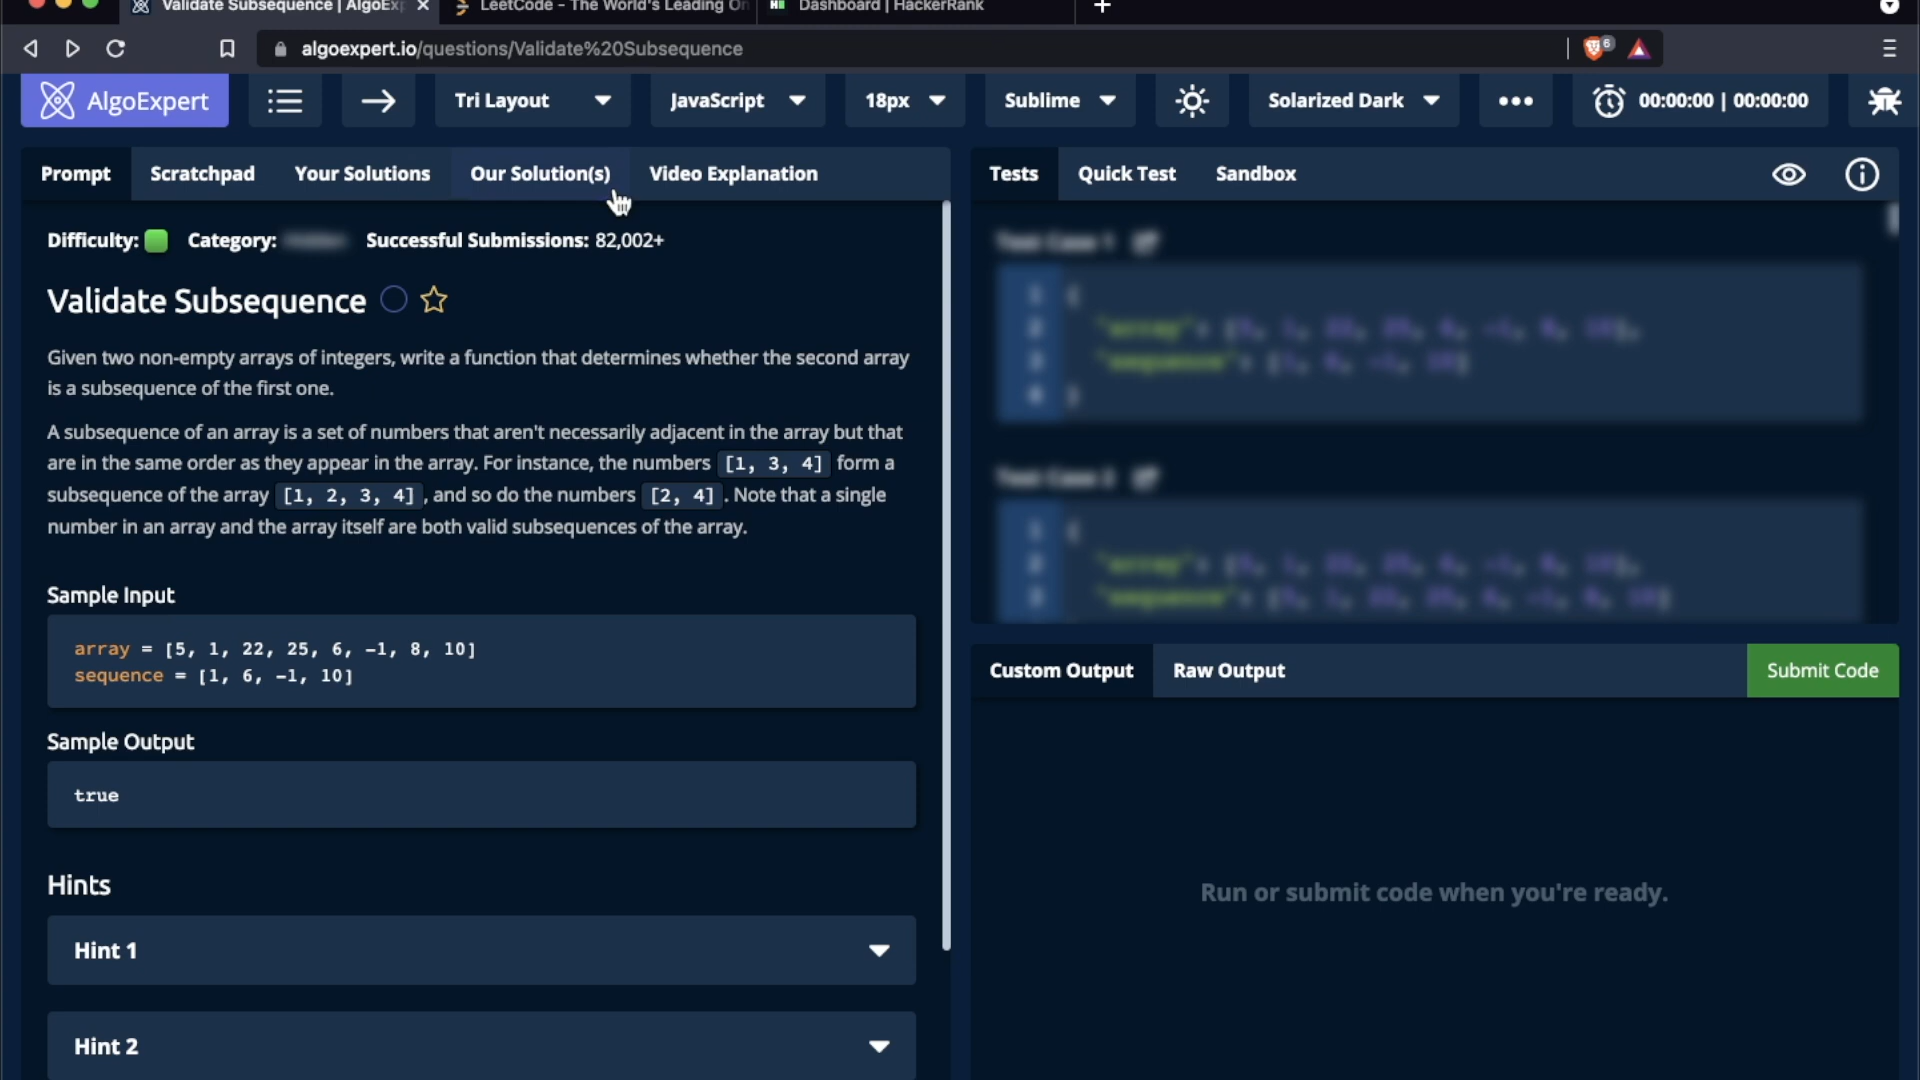 Validate Subsequence | AlgoExp
LeetCode - The World's Leading On
Dashboard | HackerRank
algoexpert.io/questions/Validate%20Subsequence
6
AlgoExpert
Tri Layout
JavaScript
18px
Sublime
Solarized Dark
00:00:00 | 00:00:00
Prompt Scratchpad Your Solutions Our Solution(s) Video Explanation
Difficulty: Category: Successful Submissions: 82,002+
Validate Subsequence
Given two non-empty arrays of integers, write a function that determines whether the second array
is a subsequence of the first one.
A subsequence of an array is a set of numbers that aren't necessarily adjacent in the array but that
are in the same order as they appear in the array. For instance, the numbers [1, 3, 4] form a
subsequence of the array [1, 2, 3, 4], and so do the numbers [2, 4]. Note that a single
number in an array and the array itself are both valid subsequences of the array.
Sample Input
array = [5, 1, 22, 25, 6, -1, 8, 10]
sequence = [1, 6, -1, 10]
Sample Output
true
Hints
Hint 1
Hint 2
Tests Quick Test Sandbox
Custom Output Raw Output Submit Code
Run or submit code when you're ready.